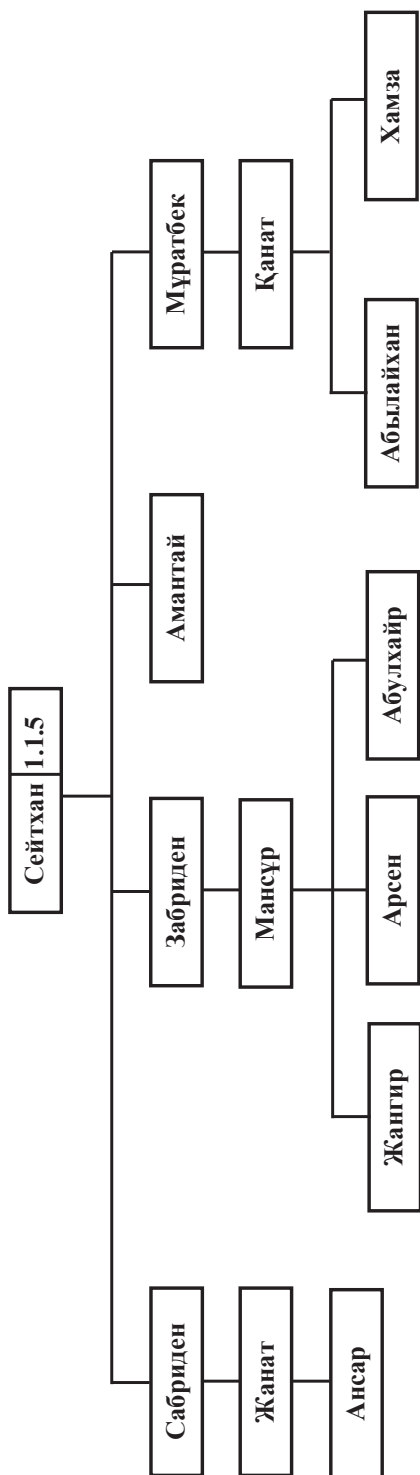 Сейтхан 1.1.5
Сабриден Забриден Амантай Мұратбек
Жанат Мансұр Қанат
Ансар Жангир Арсен Абулхайр Абылайхан Хамза